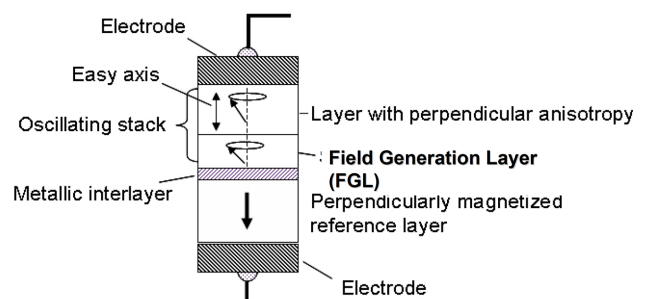 Electrode
Easy axis
Oscillating stack
Layer with perpendicular anisotropy
Field Generation Layer
(FGL)
Metallic interlayer
Perpendicularly magnetized
reference layer
Electrode